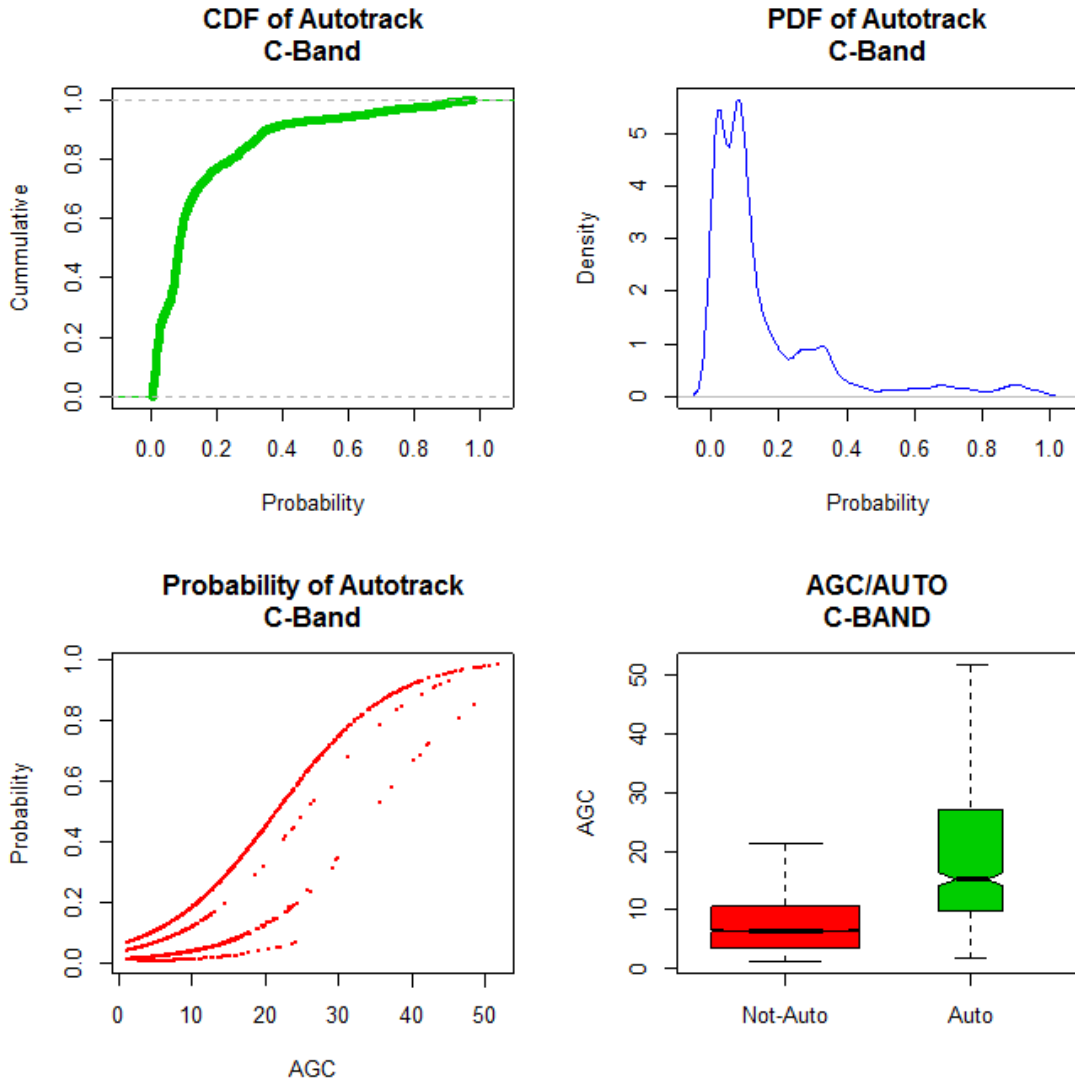 CDF of Autotrack
C-Band
Cummulative
0.0 0.2 0.4 0.6 0.8 1.0
0.0 0.2 0.4 0.6 0.8 1.0
Probability
PDF of Autotrack
C-Band
Density
0 1 2 3 4 5
0.0 0.2 0.4 0.6 0.8 1.0
Probability
Probability of Autotrack
C-Band
Probability
0.0 0.2 0.4 0.6 0.8 1.0
0 10 20 30 40 50
AGC
AGC/AUTO
C-BAND
AGC
0 10 20 30 40 50
Not-Auto Auto